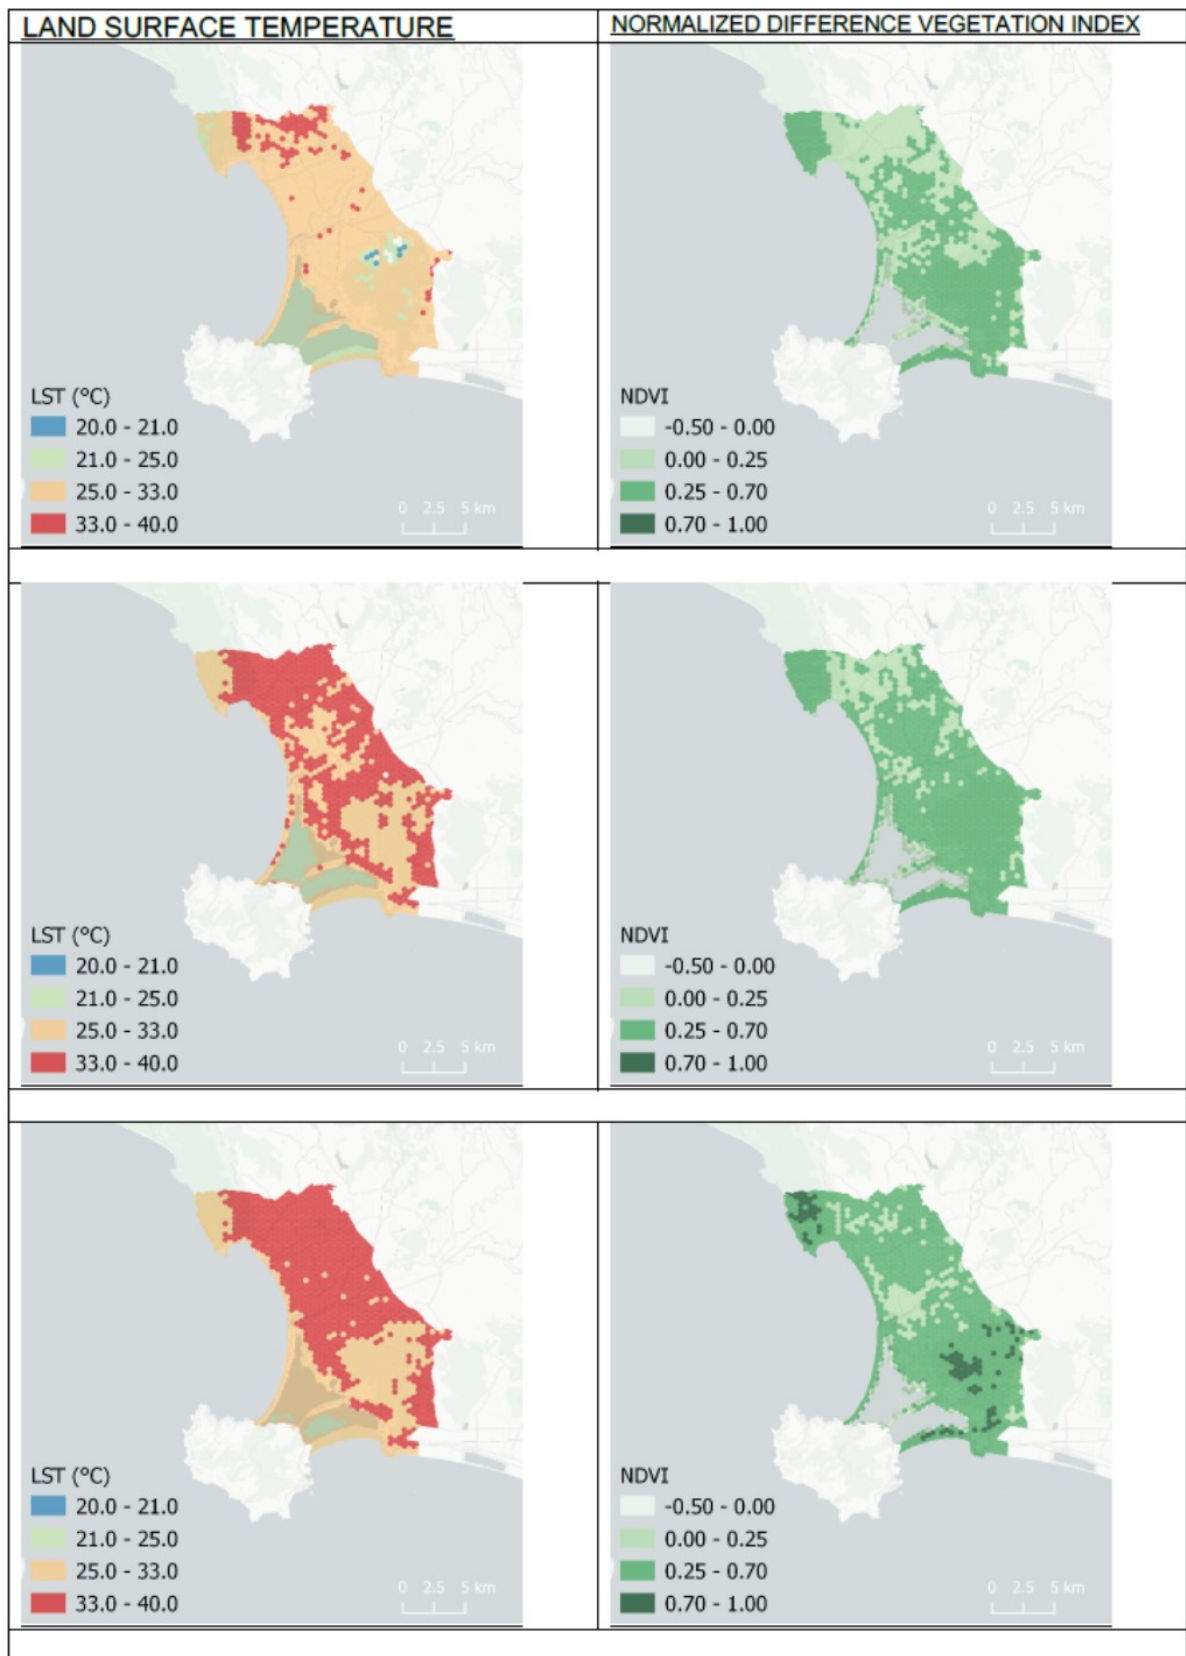 LAND SURFACE TEMPERATURE
NORMALIZED DIFFERENCE VEGETATION INDEX
LST (°C)
20.0 - 21.0
21.0 - 25.0
25.0 - 33.0
33.0 - 40.0
0 2.5 5 km
NDVI
-0.50 - 0.00
0.00 - 0.25
0.25 - 0.70
0.70 - 1.00
0 2.5 5 km
LST (°C)
20.0 - 21.0
21.0 - 25.0
25.0 - 33.0
33.0 - 40.0
0 2.5 5 km
NDVI
-0.50 - 0.00
0.00 - 0.25
0.25 - 0.70
0.70 - 1.00
0 2.5 5 km
LST (°C)
20.0 - 21.0
21.0 - 25.0
25.0 - 33.0
33.0 - 40.0
0 2.5 5 km
NDVI
-0.50 - 0.00
0.00 - 0.25
0.25 - 0.70
0.70 - 1.00
0 2.5 5 km